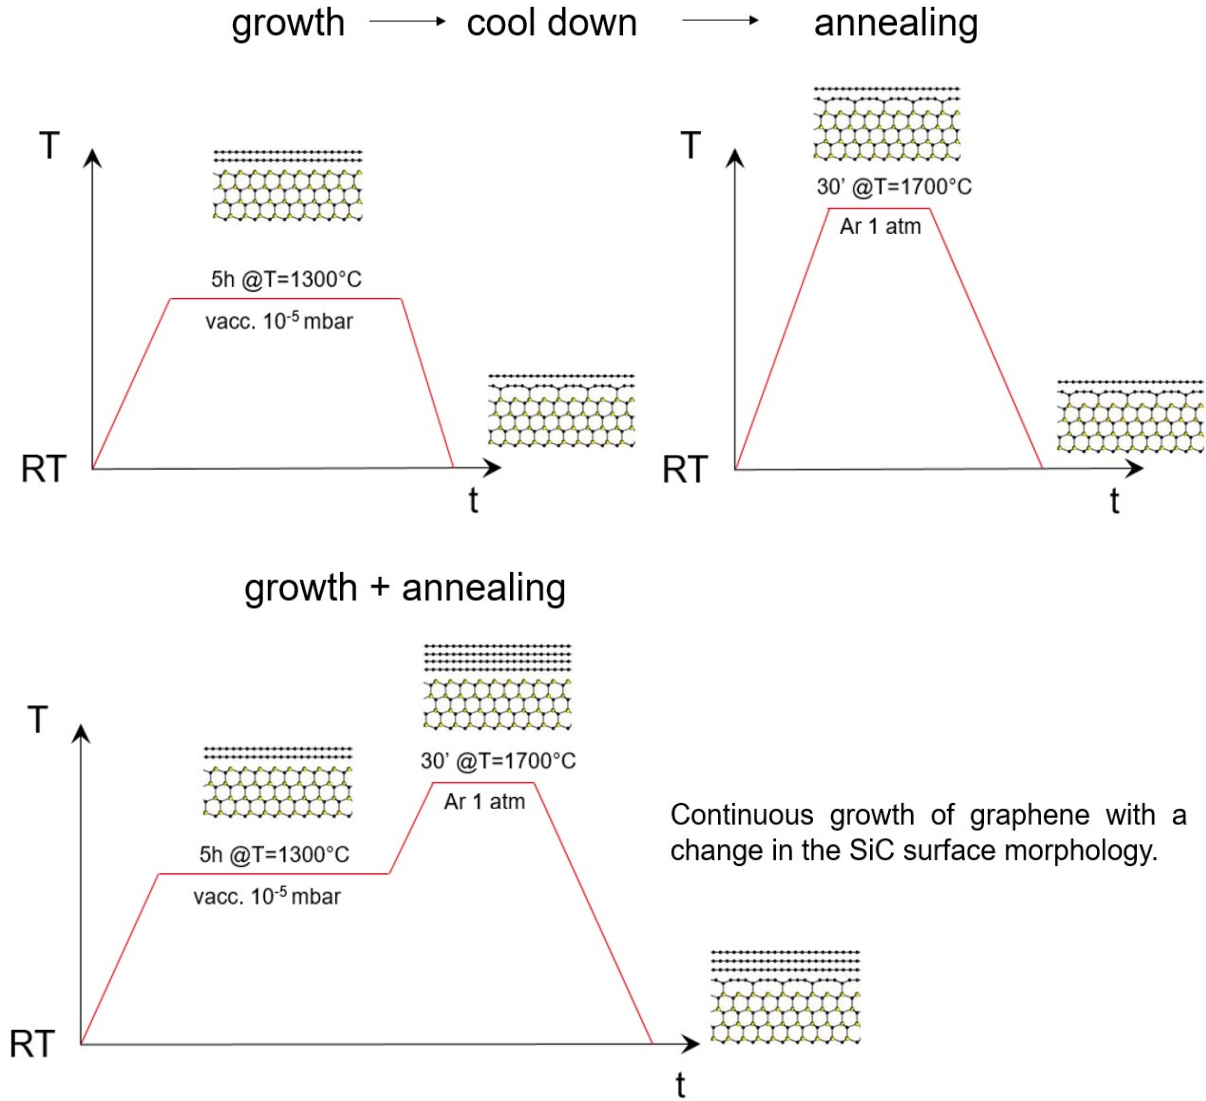 growth → cool down → annealing
T
5h @T=1300°C
vacc. 10⁻⁵ mbar
RT
t
T
30’ @T=1700°C
Ar 1 atm
RT
t
growth + annealing
T
5h @T=1300°C
vacc. 10⁻⁵ mbar
30’ @T=1700°C
Ar 1 atm
RT
t
Continuous growth of graphene with a
change in the SiC surface morphology.